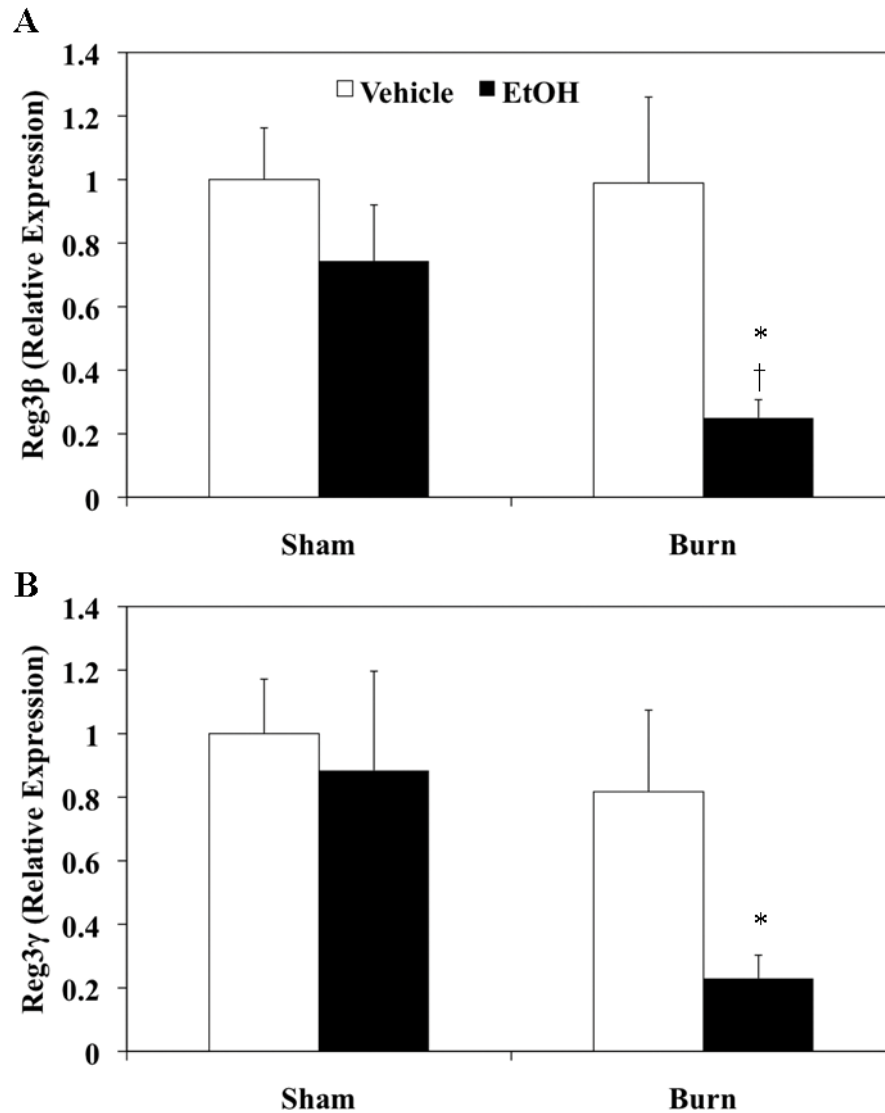 A
Reg3β (Relative Expression)
1.4
1.2
1
0.8
0.6
0.4
0.2
0
Vehicle EtOH
*
†
Sham Burn
B
Reg3γ (Relative Expression)
1.4
1.2
1
0.8
0.6
0.4
0.2
0
*
Sham Burn